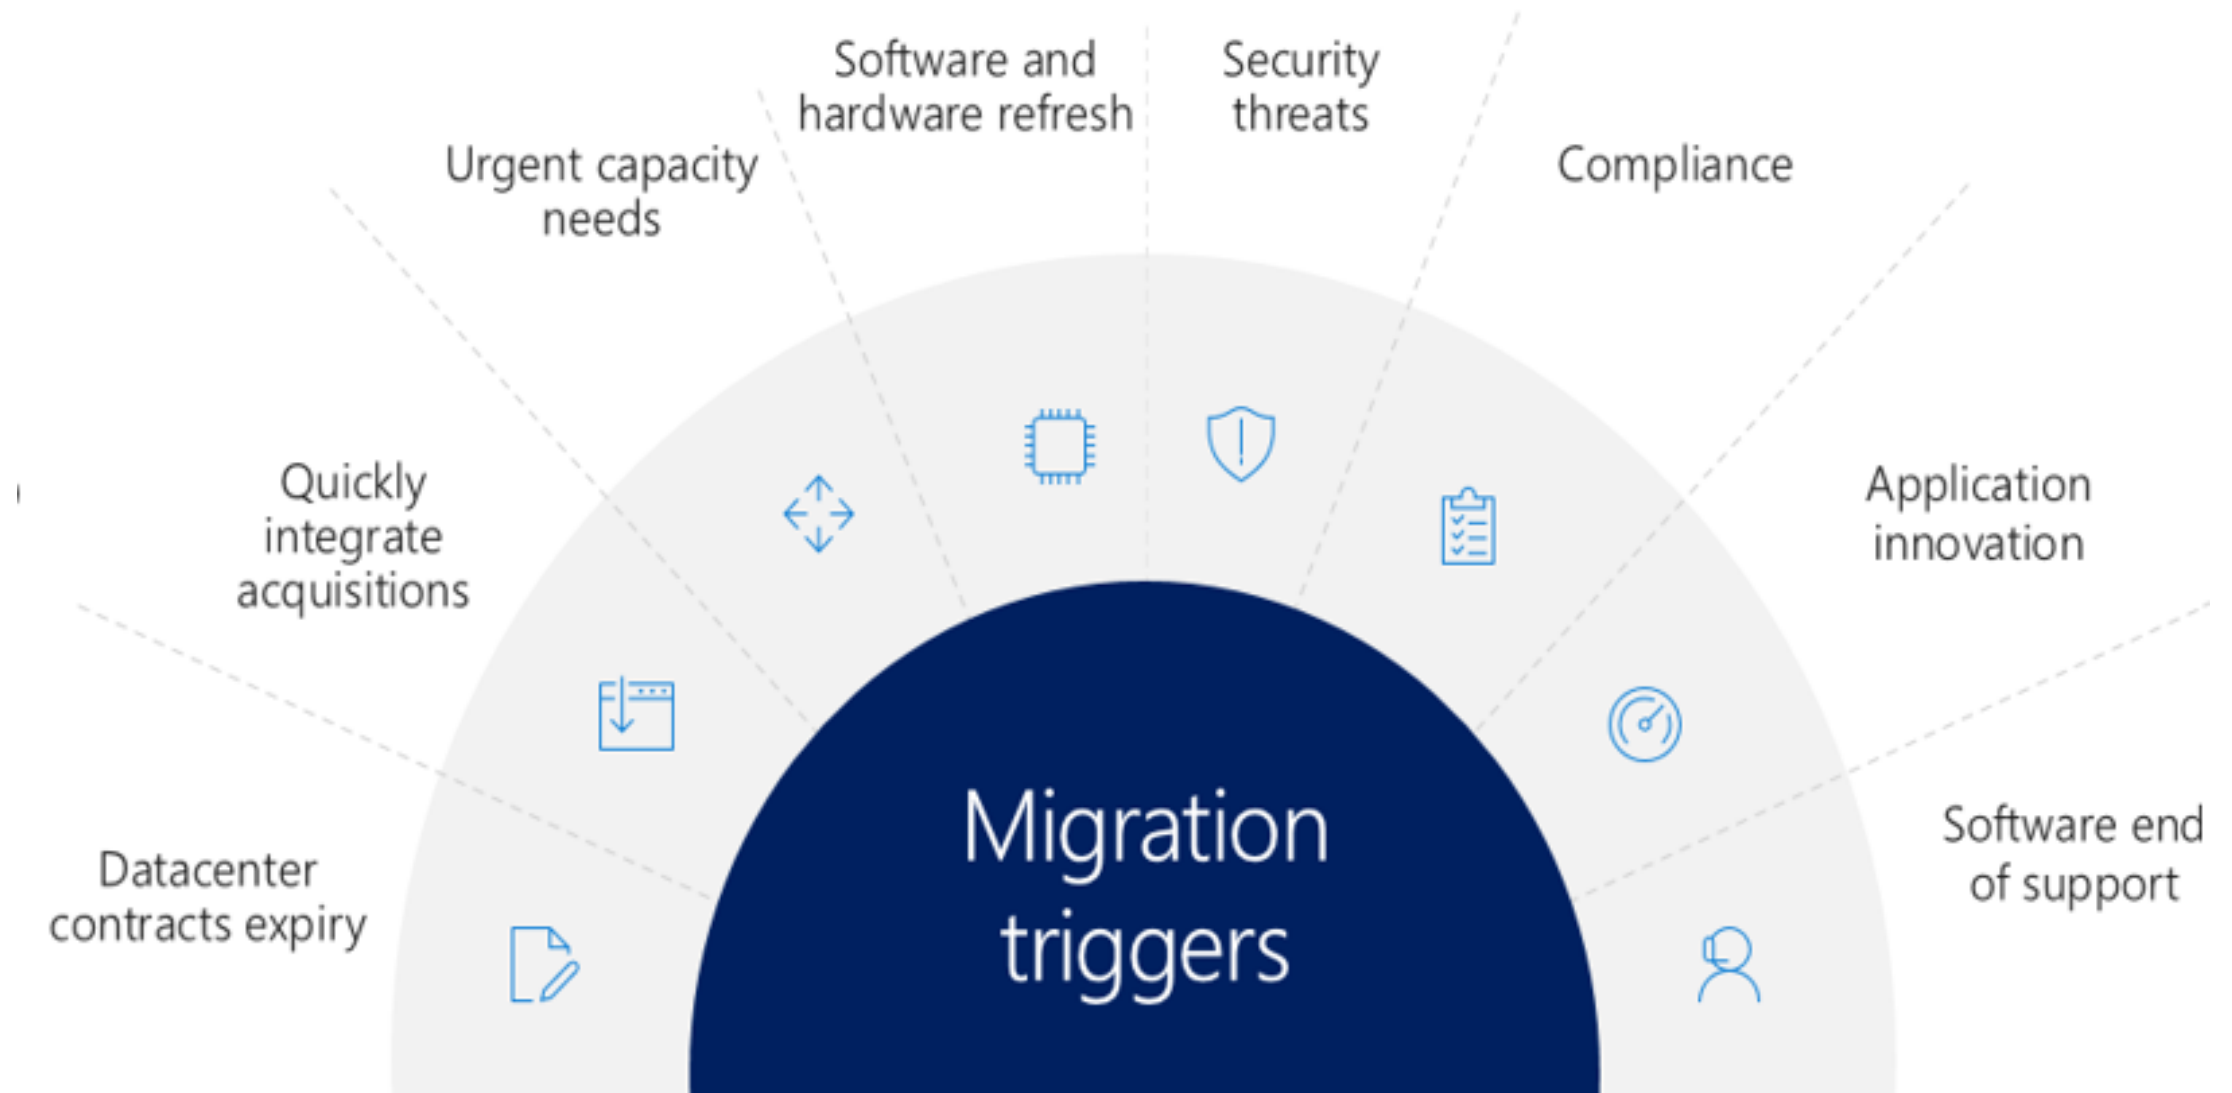 Software and
hardware refresh
Security
threats
Urgent capacity
needs
Compliance
Quickly
integrate
acquisitions
Application
innovation
Datacenter
contracts expiry
Software end
of support
Migration
triggers